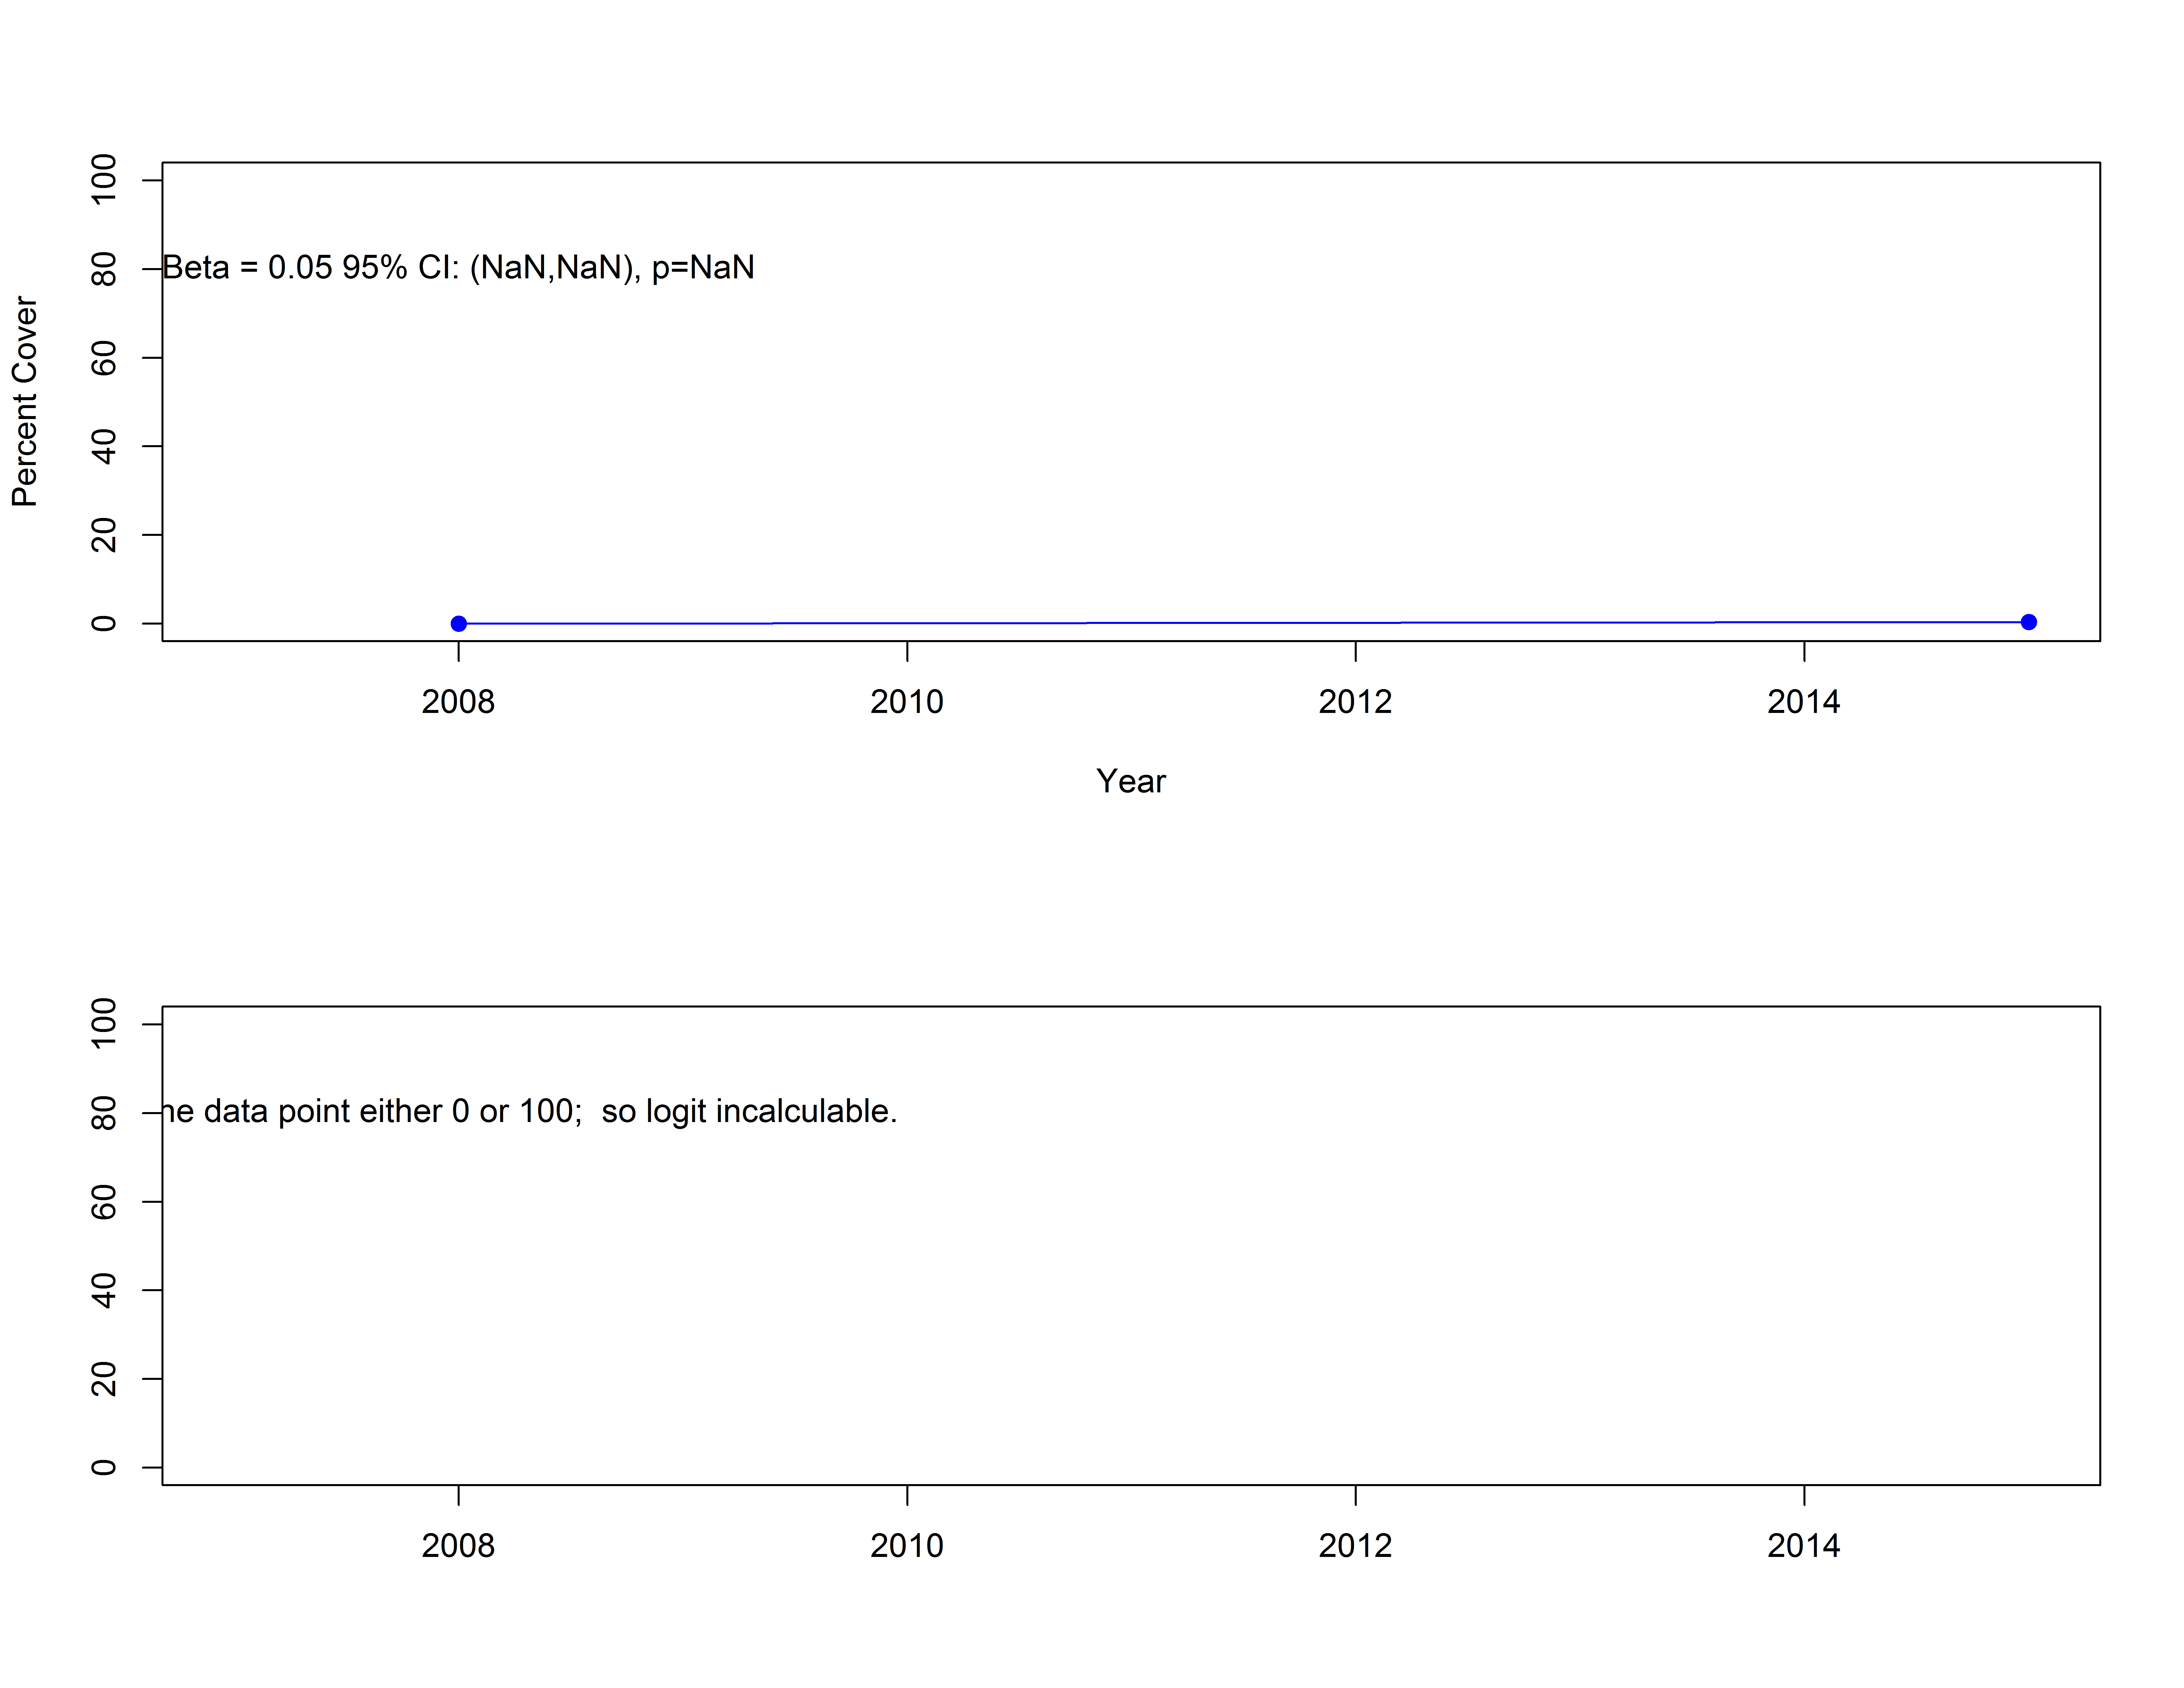 100
80
60
40
20
0
Percent Cover
Beta = 0.05 95% CI: (NaN,NaN), p=NaN
2008 2010 2012 2014
Year
100
80
60
40
20
0
data point either 0 or 100;  so logit incalculable.
2008 2010 2012 2014